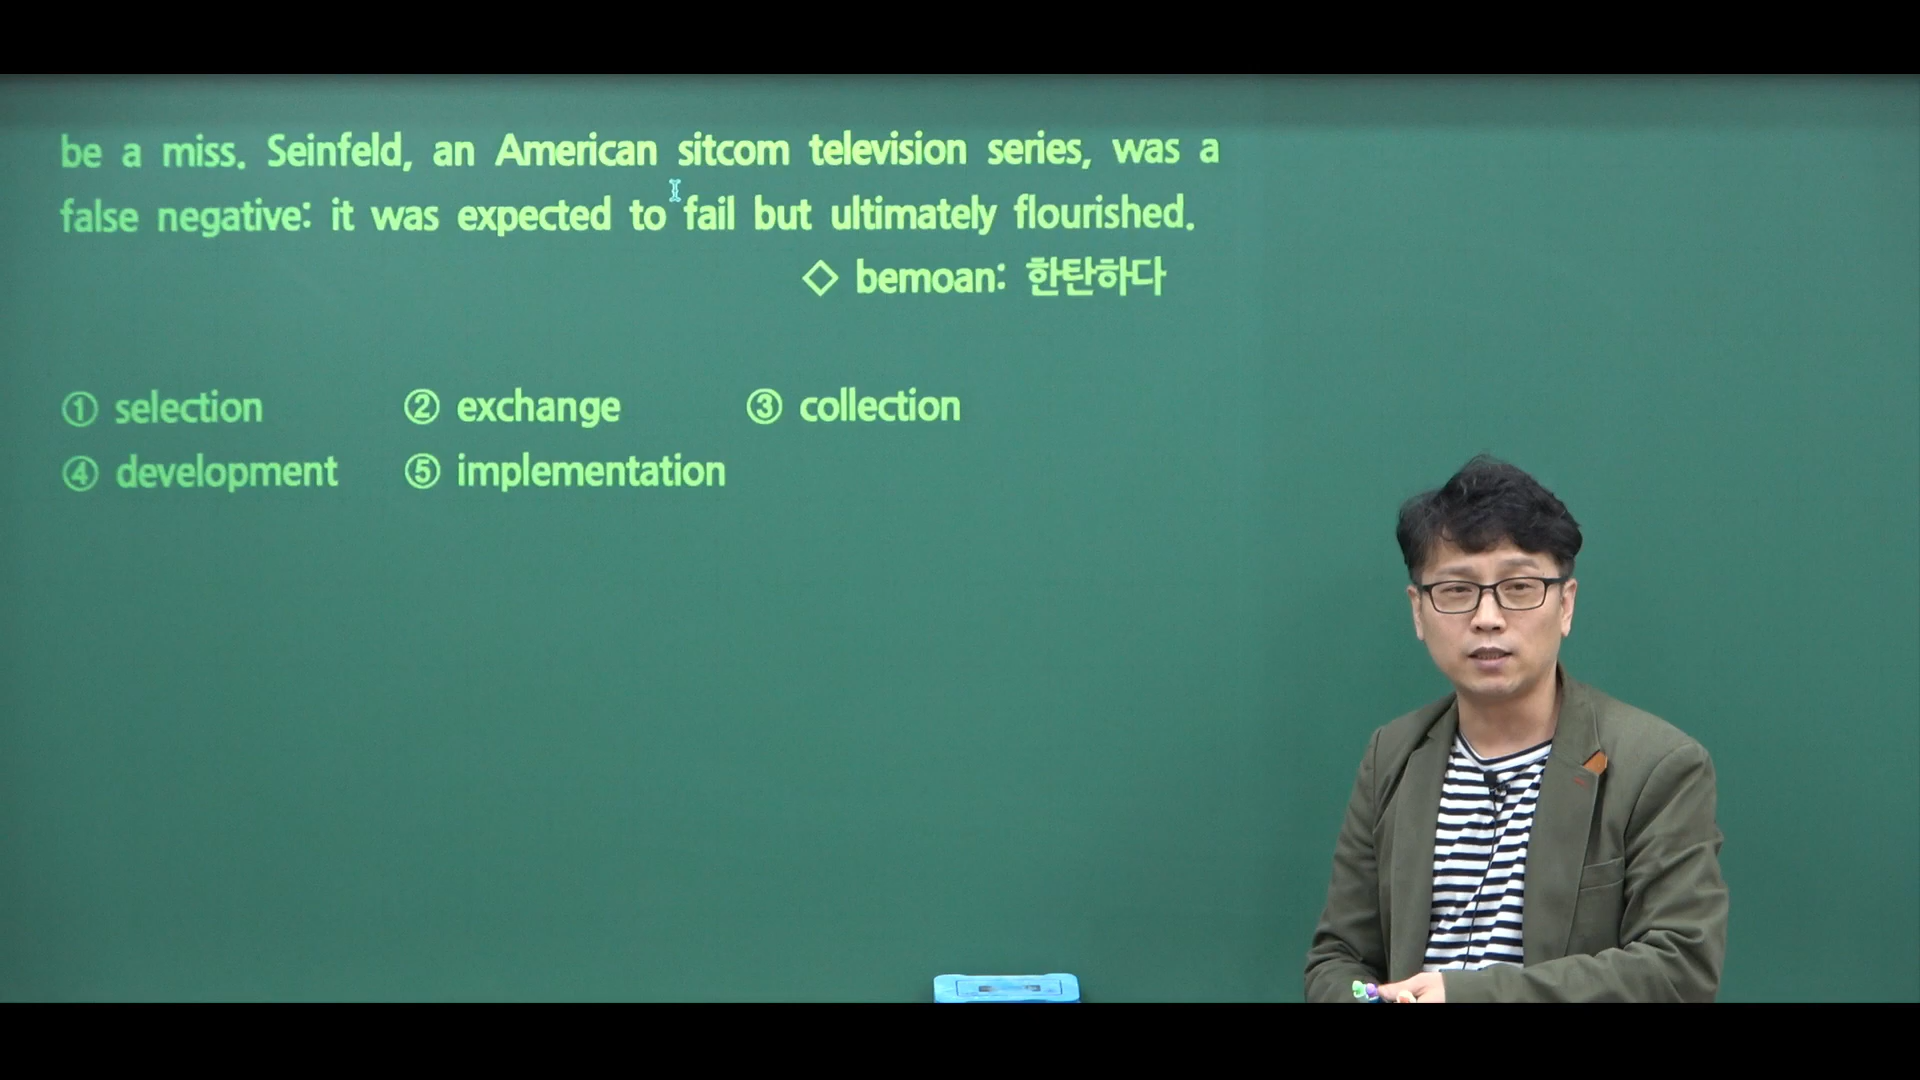 be a miss. Seinfeld, an American sitcom television series, was a
false negative: it was expected to fail but ultimately flourished.
◇ bemoan: 한탄하다
① selection ② exchange ③ collection
④ development ⑤ implementation